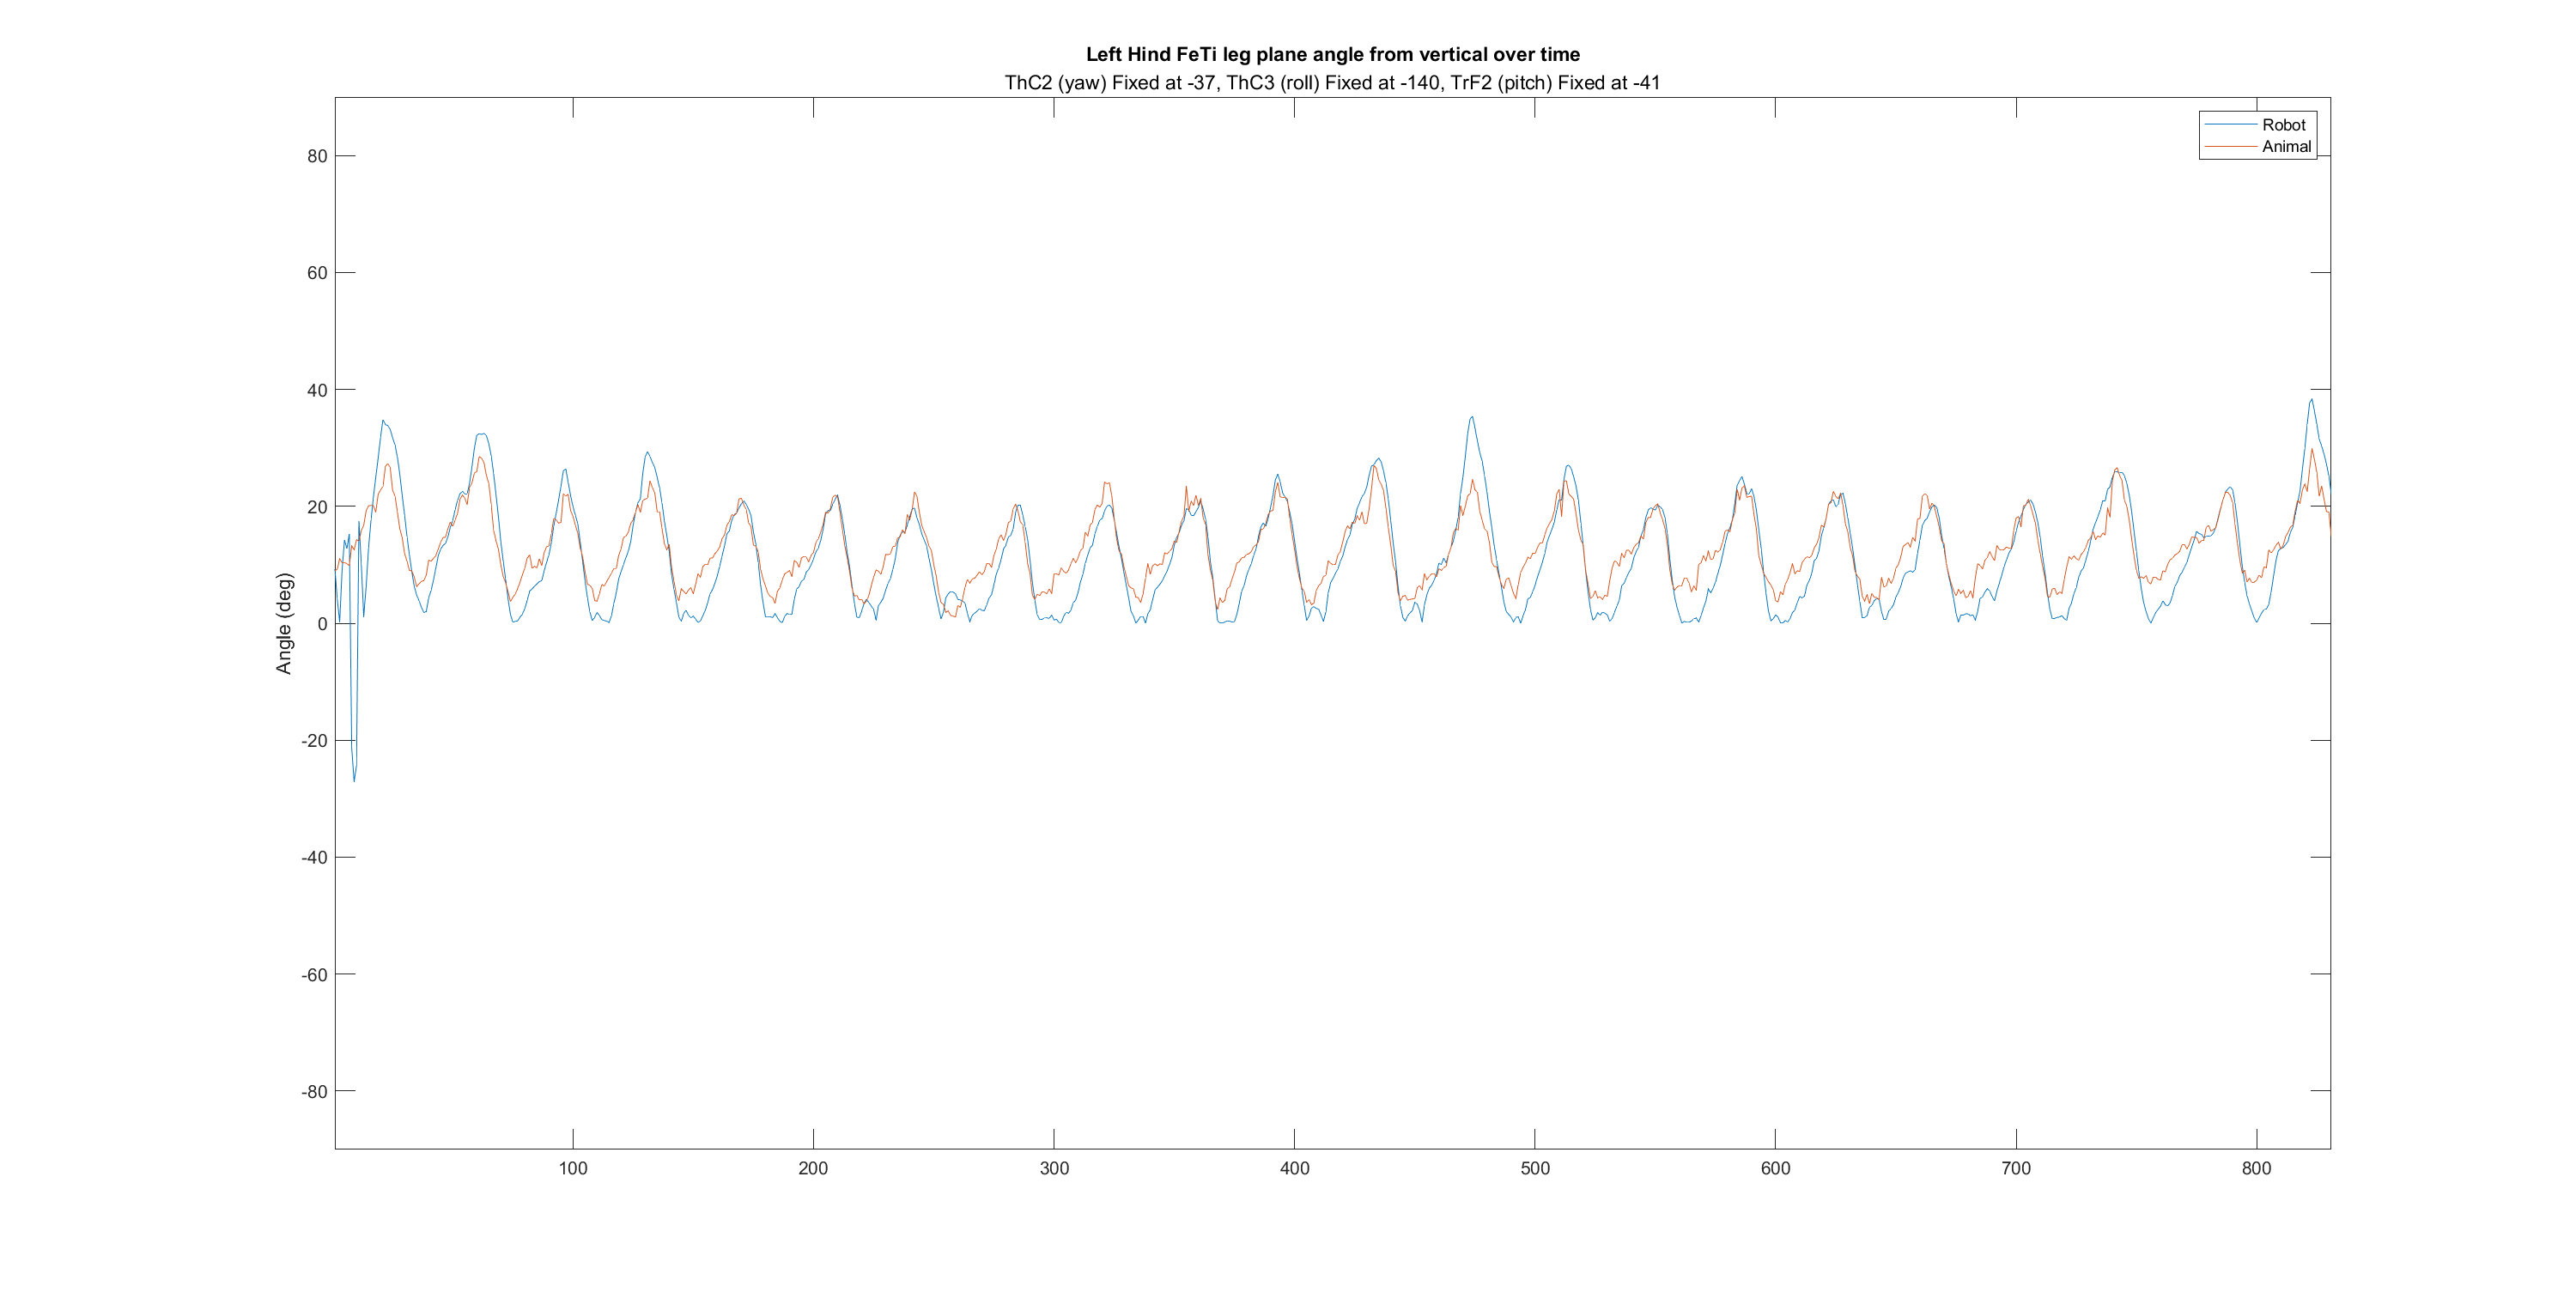 Left Hind FeTi leg plane angle from vertical over time
ThC2 (yaw) Fixed at -37, ThC3 (roll) Fixed at -140, TrF2 (pitch) Fixed at -41
Robot
Animal
80
60
40
20
0
-20
-40
-60
-80
Angle (deg)
100 200 300 400 500 600 700 800